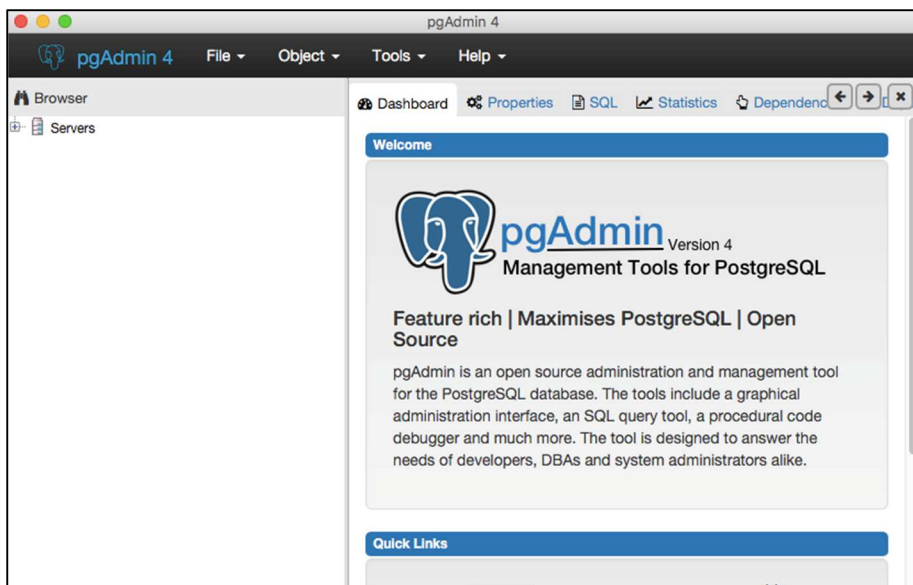 pgAdmin 4
pgAdmin 4 File Object Tools Help
Browser
Dashboard Properties SQL Statistics Dependenc
Servers
Welcome
pgAdmin Version 4
Management Tools for PostgreSQL
Feature rich | Maximises PostgreSQL | Open
Source
pgAdmin is an open source administration and management tool
for the PostgreSQL database. The tools include a graphical
administration interface, an SQL query tool, a procedural code
debugger and much more. The tool is designed to answer the
needs of developers, DBAs and system administrators alike.
Quick Links